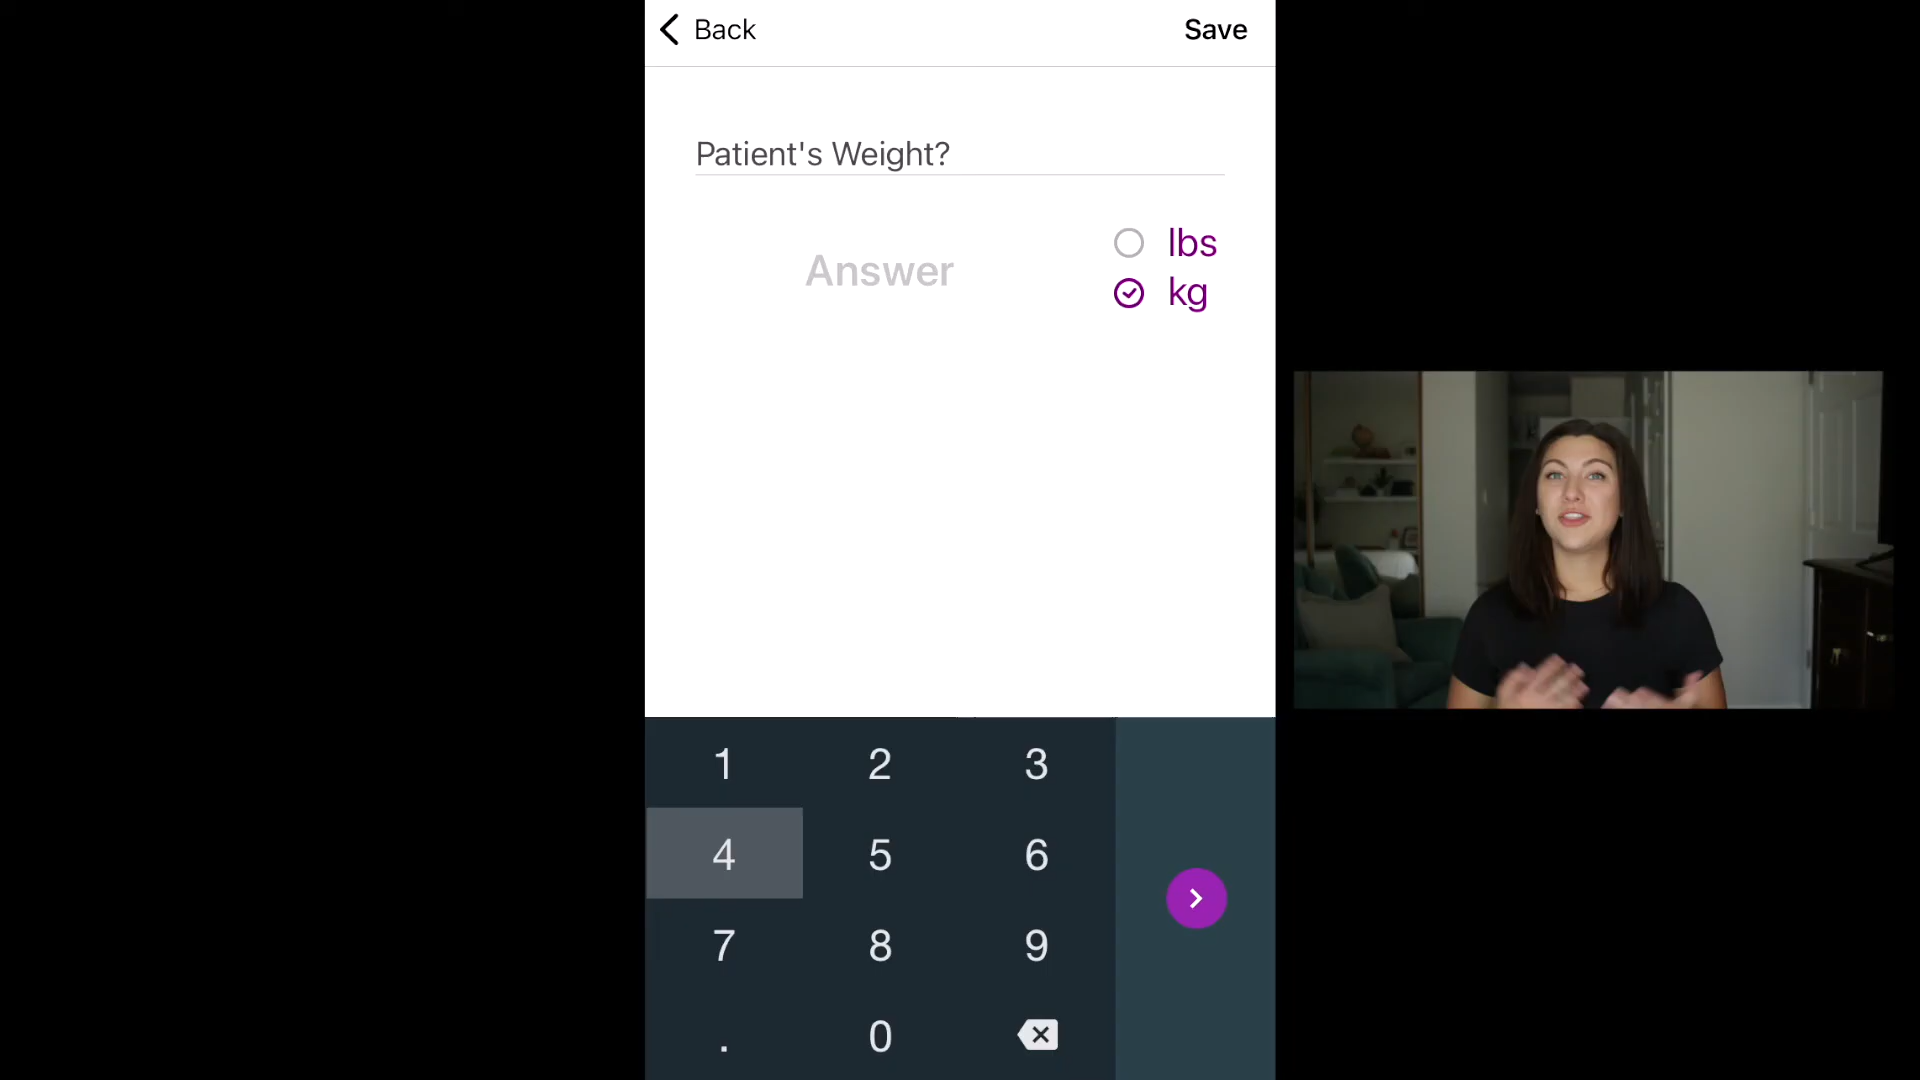 Back
Save
Patient's Weight?
Answer
lbs
kg
1 2 3
4 5 6
7 8 9
. 0